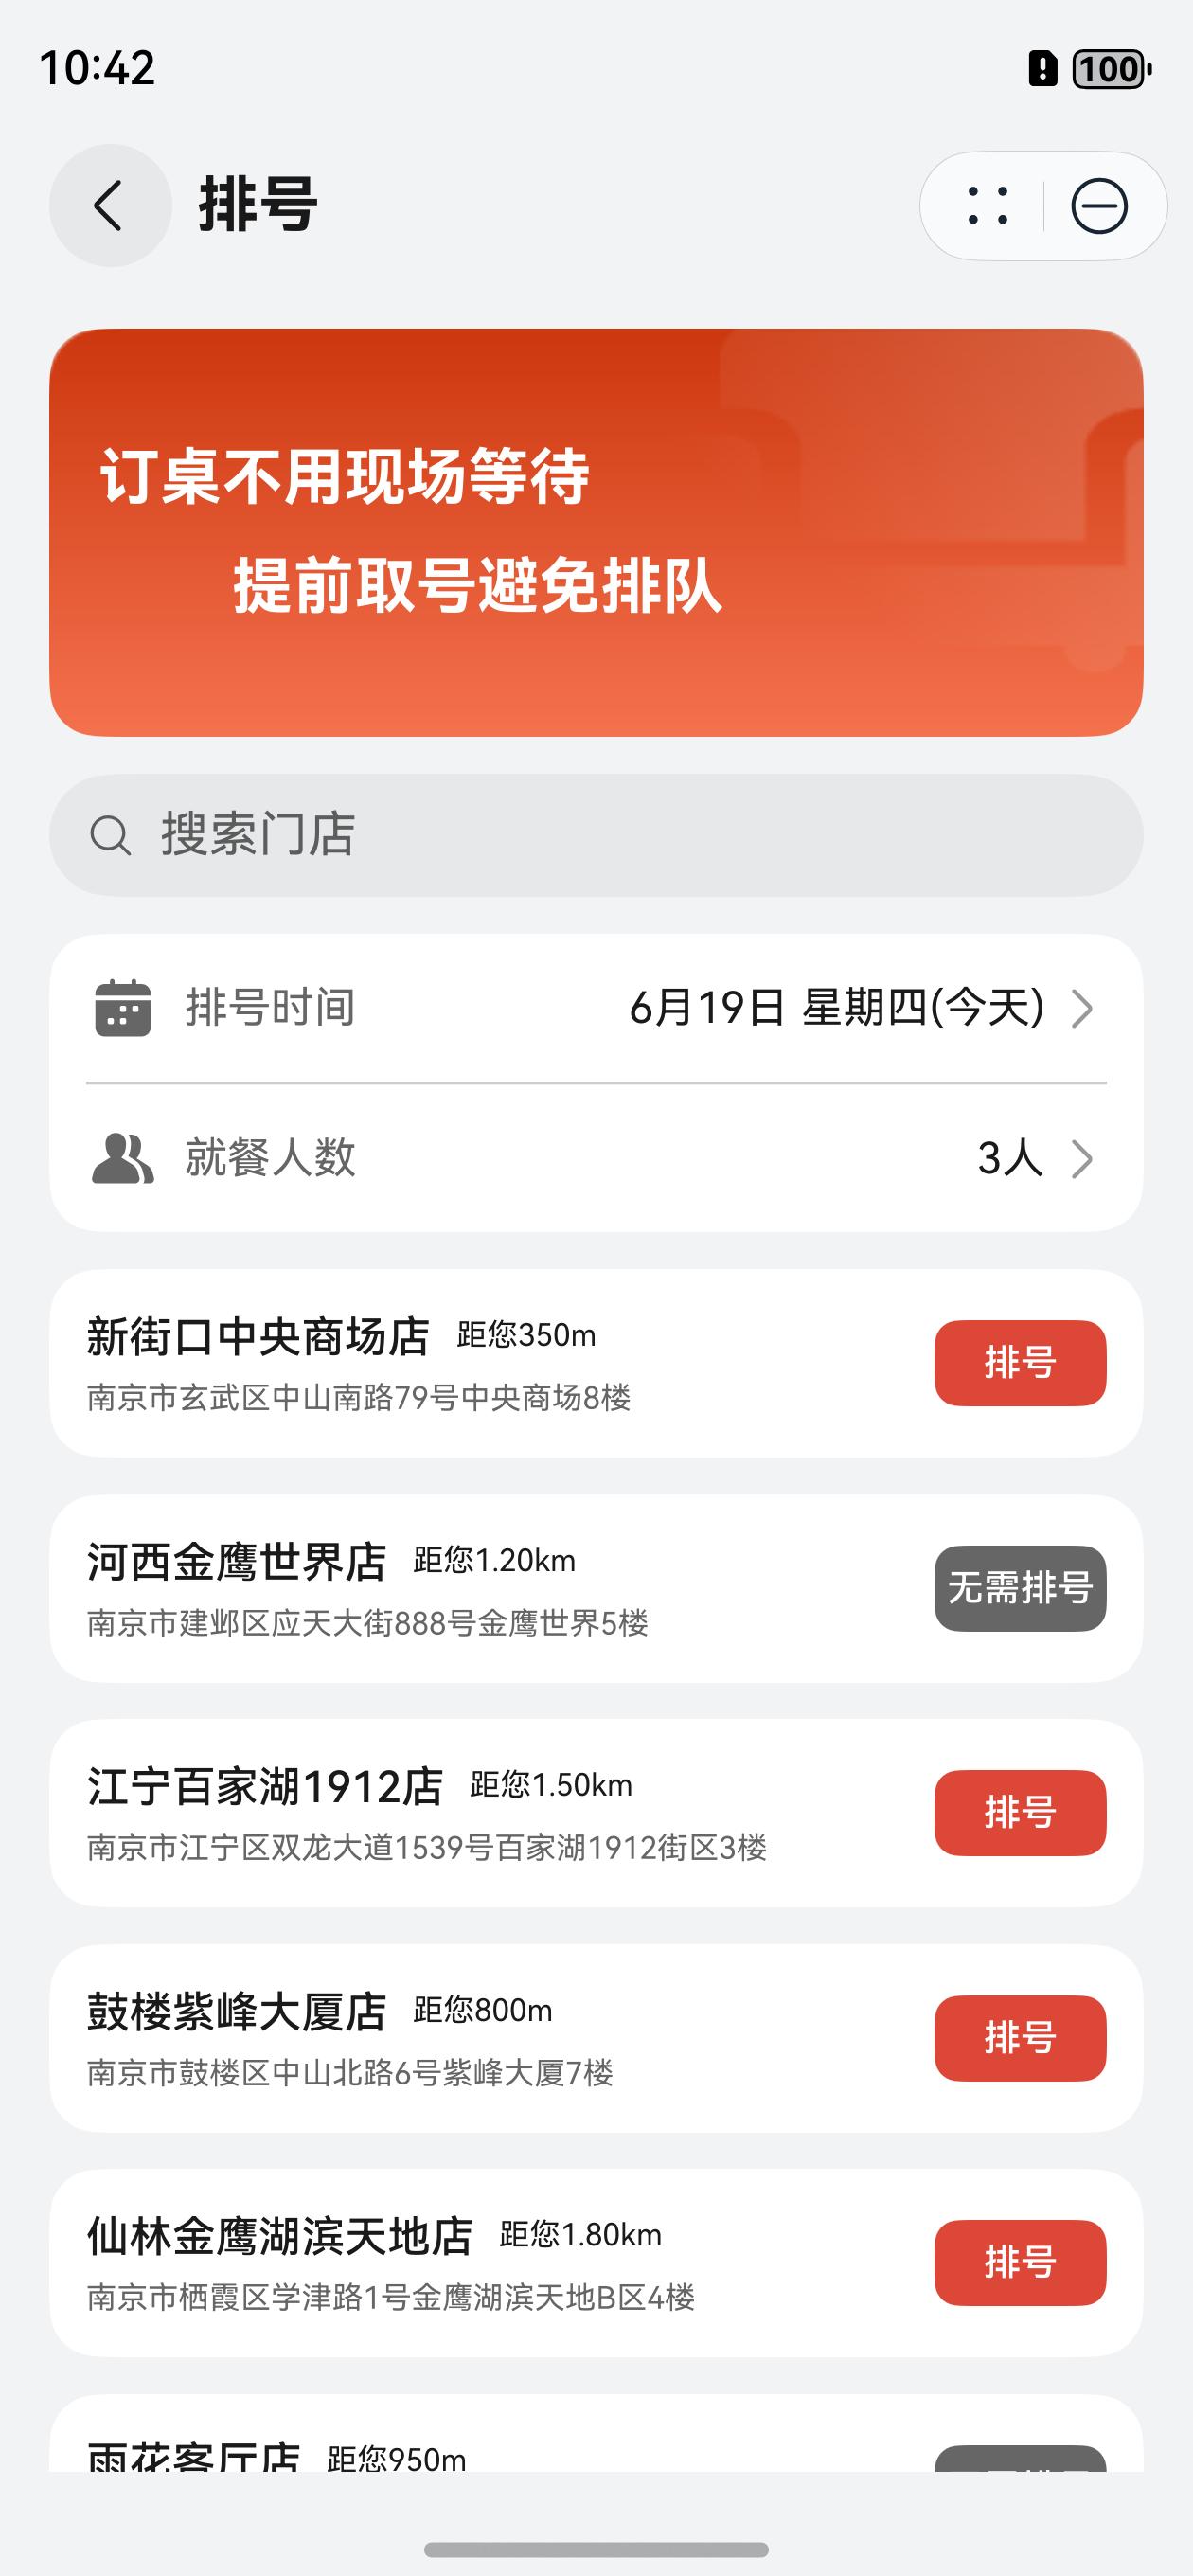 10:42
100
排号
订桌不用现场等待
提前取号避免排队
搜索门店
排号时间 6月19日 星期四(今天)
就餐人数 3人
新街口中央商场店 距您350m
南京市玄武区中山南路79号中央商场8楼
排号
河西金鹰世界店 距您1.20km
南京市建邺区应天大街888号金鹰世界5楼
无需排号
江宁百家湖1912店 距您1.50km
南京市江宁区双龙大道1539号百家湖1912街区3楼
排号
鼓楼紫峰大厦店 距您800m
南京市鼓楼区中山北路6号紫峰大厦7楼
排号
仙林金鹰湖滨天地店 距您1.80km
南京市栖霞区学津路1号金鹰湖滨天地B区4楼
排号
雨花客厅店 距您950m